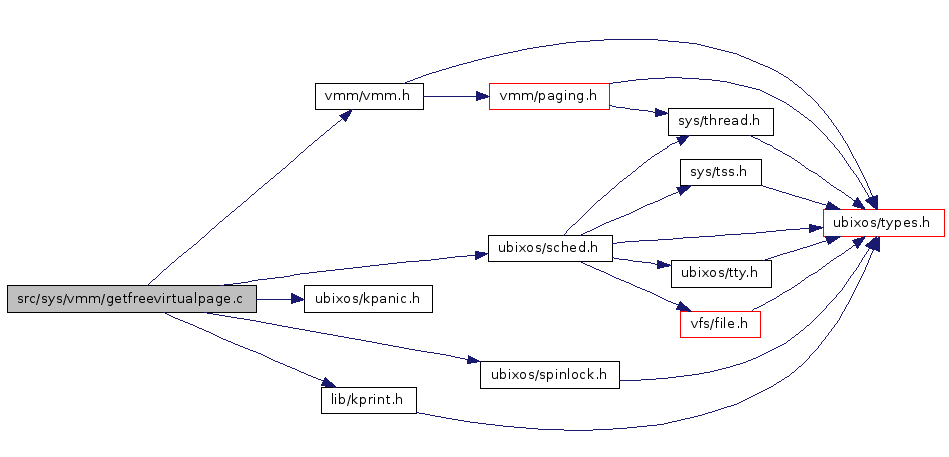 vmm/vmm.h
vmm/paging.h
sys/thread.h
sys/tss.h
ubixos/types.h
ubixos/sched.h
ubixos/tty.h
src/sys/vmm/getfreevirtualpage.c
ubixos/kpanic.h
vfs/file.h
ubixos/spinlock.h
lib/kprint.h